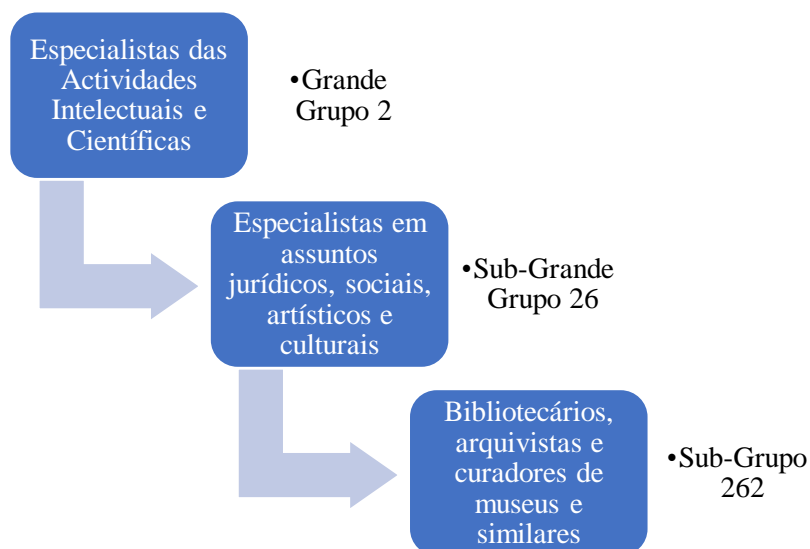 Especialistas das
Actividades
Intelectuais e
Científicas
•Grande
Grupo 2
Especialistas em
assuntos
jurídicos, sociais,
artísticos e
culturais
•Sub-Grande
Grupo 26
Bibliotecários,
arquivistas e
curadores de
museus e
similares
•Sub-Grupo
262